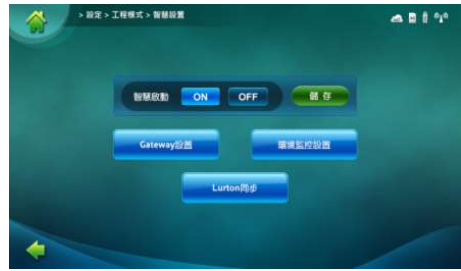 > 設定 > 工程模式 > 智慧設置
智慧啟動 ON OFF 儲存
Gateway設置 環境監控設置
Lurton同步